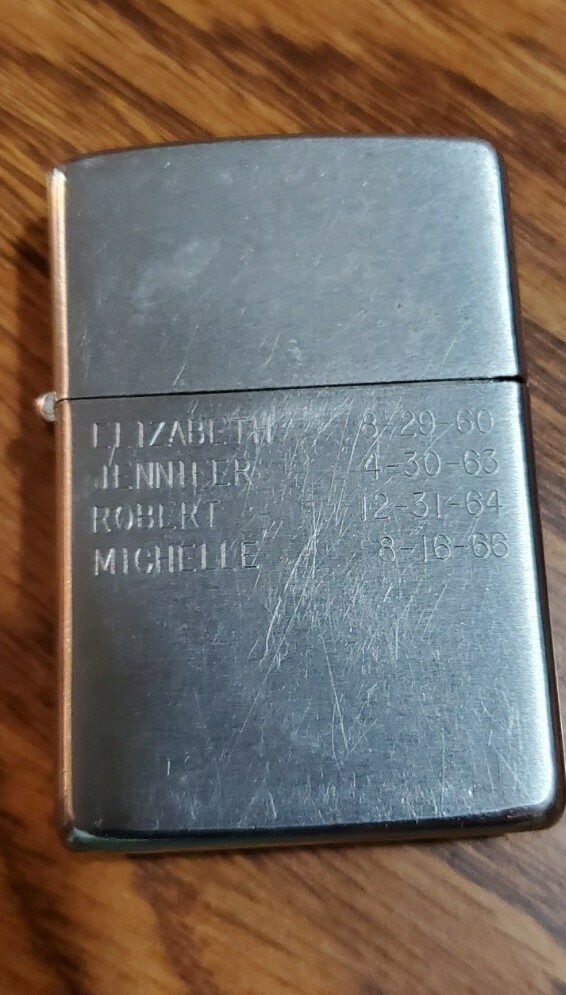 ELIZABETH 8-29-60
JENNIFER 4-30-63
ROBERT 12-31-64
MICHELLE 8-16-66